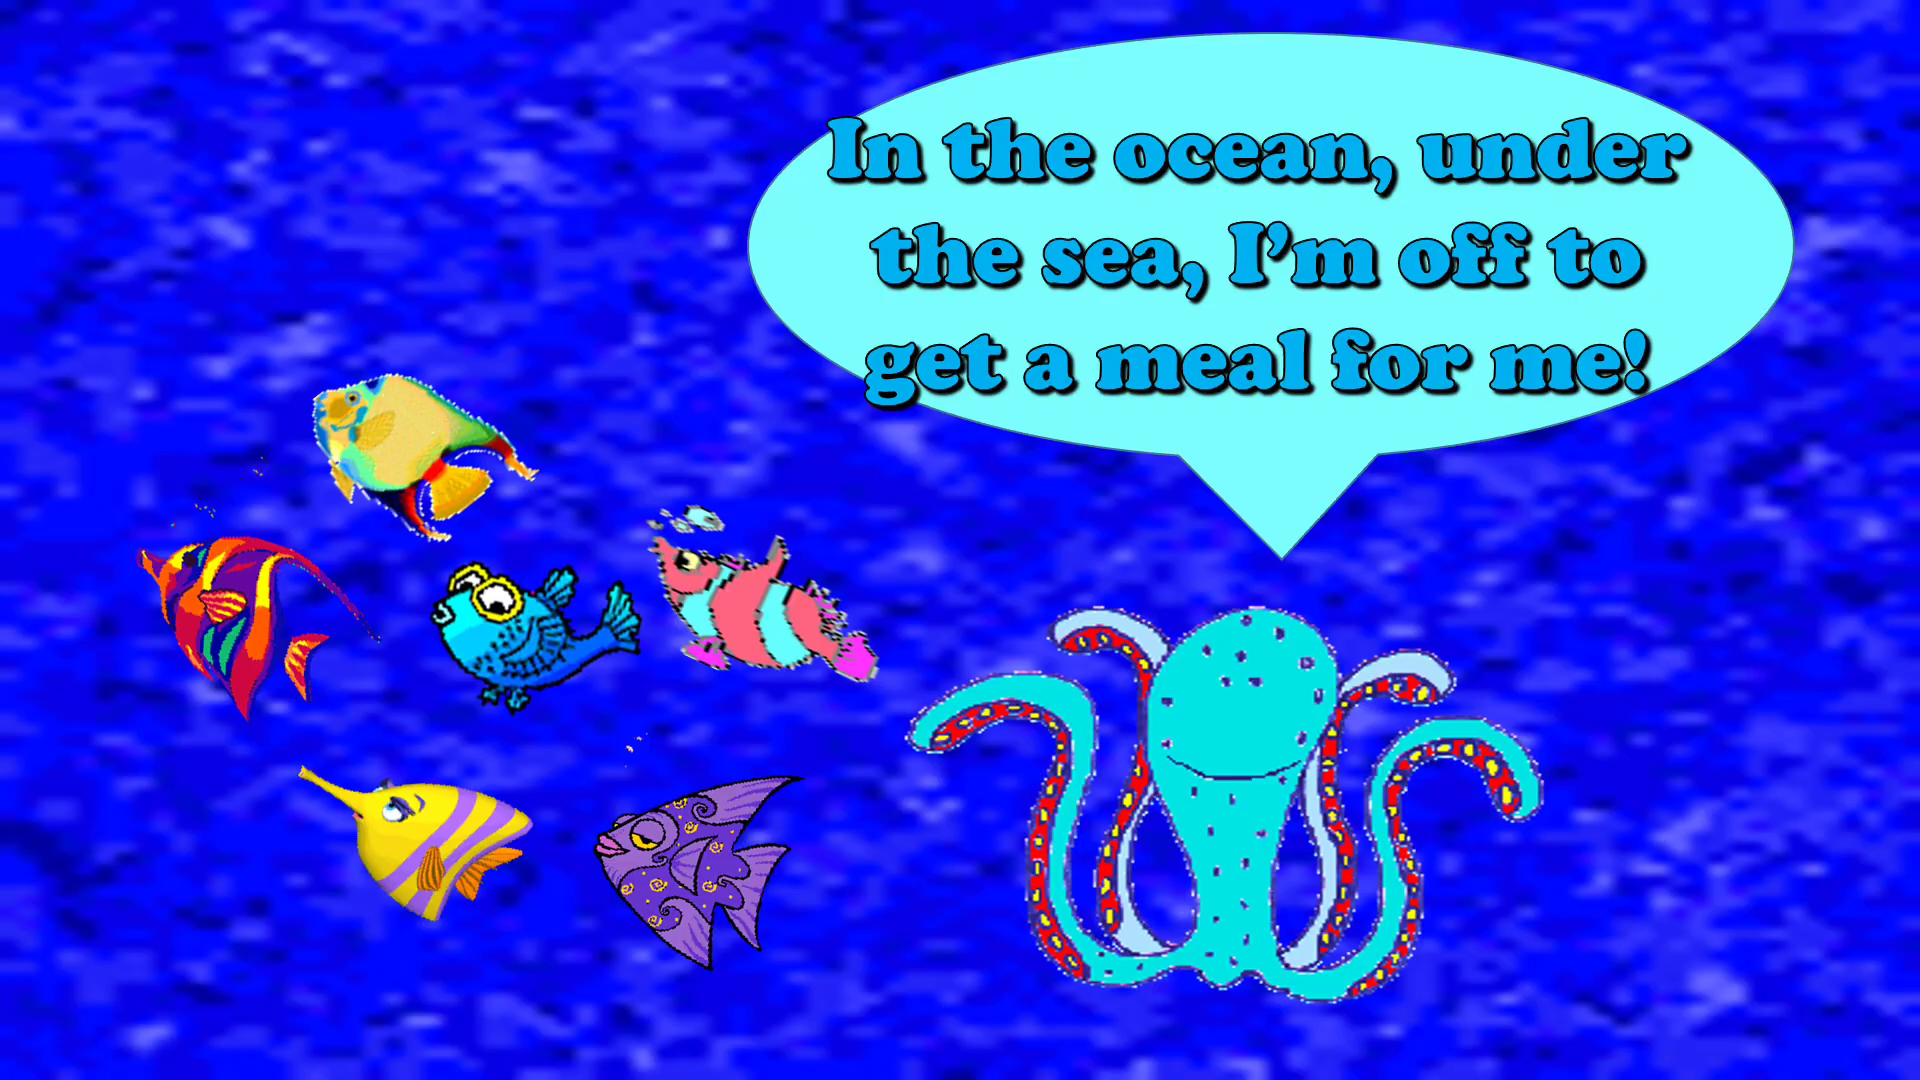 In the ocean, under
the sea, I’m off to
get a meal for me!